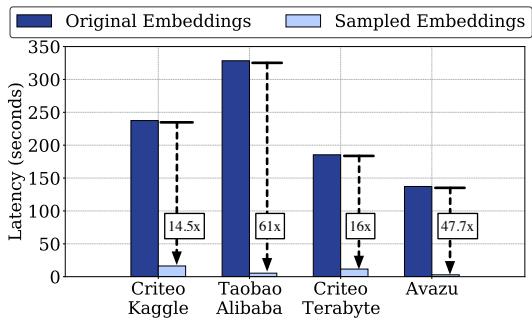 Original Embeddings Sampled Embeddings
Latency (seconds)
350
300
250
200
150
100
50
0
14.5x 61x 16x 47.7x
Criteo Taobao Criteo Avazu
Kaggle Alibaba Terabyte